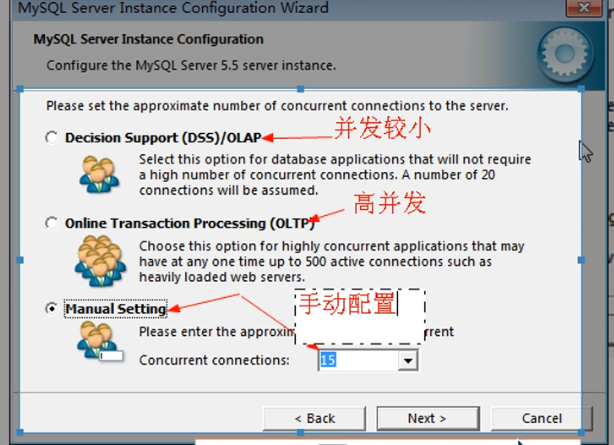 MySQL Server Instance Configuration Wizard
MySQL Server Instance Configuration
Configure the MySQL Server 5.5 server instance.
Please set the approximate number of concurrent connections to the server.
Decision Support (DSS)/OLAP
并发较小
Select this option for database applications that will not require
a high number of concurrent connections. A number of 20
connections will be assumed.
高并发
Online Transaction Processing (OLTP)
Choose this option for highly concurrent applications that may
have at any one time up to 500 active connections such as
heavily loaded web servers.
手动配置
Manual Setting
Please enter the
Concurrent connections:
15
< Back
Next >
Cancel